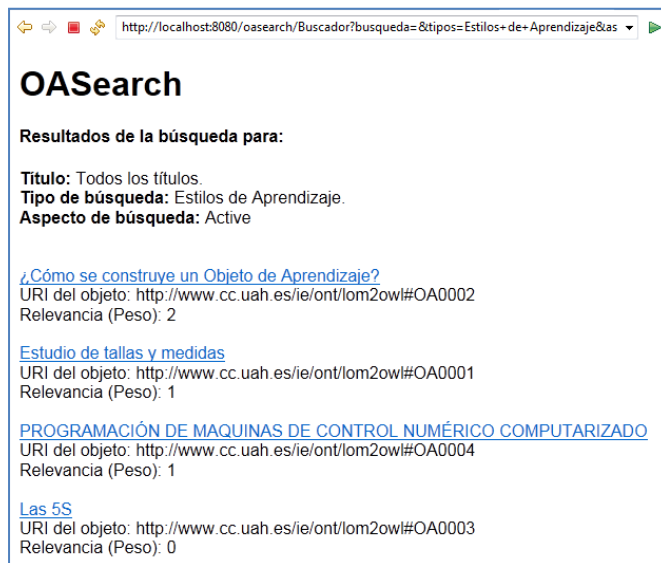 http://localhost:8080/oasearch/Buscador?busqueda=&tipos=Estilos+de+Aprendizaje&as
OASearch
Resultados de la búsqueda para:
Título: Todos los títulos.
Tipo de búsqueda: Estilos de Aprendizaje.
Aspecto de búsqueda: Active
¿Cómo se construye un Objeto de Aprendizaje?
URI del objeto: http://www.cc.uah.es/ie/ont/lom2owl#OA0002
Relevancia (Peso): 2
Estudio de tallas y medidas
URI del objeto: http://www.cc.uah.es/ie/ont/lom2owl#OA0001
Relevancia (Peso): 1
PROGRAMACIÓN DE MAQUINAS DE CONTROL NUMÉRICO COMPUTARIZADO
URI del objeto: http://www.cc.uah.es/ie/ont/lom2owl#OA0004
Relevancia (Peso): 1
Las 5S
URI del objeto: http://www.cc.uah.es/ie/ont/lom2owl#OA0003
Relevancia (Peso): 0